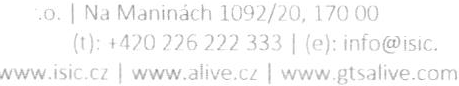 .o. | Na Maninách 1092/20, 170 00
(t): +420 226 222 333 | (e): info@isic.
www.isic.cz | www.alive.cz | www.gtsalive.com